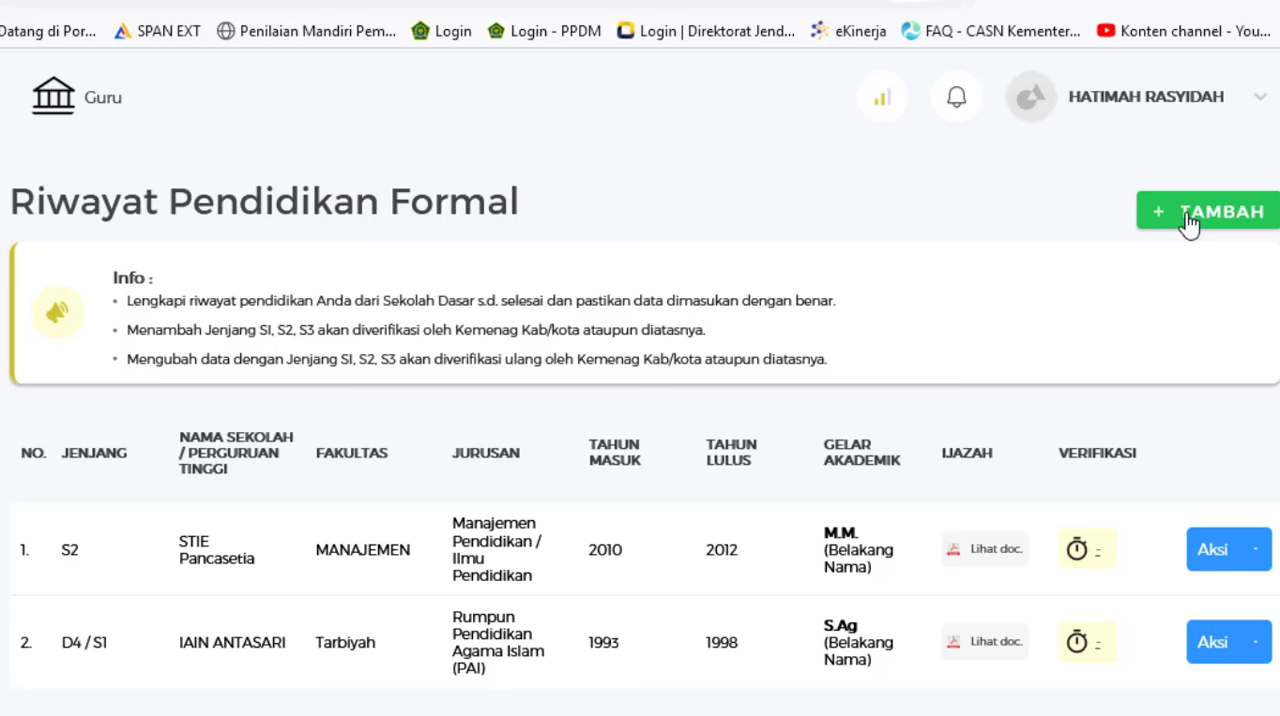 Datang di Por...
SPAN EXT
Penilaian Mandiri Pem...
Login
Login - PPDM
Login | Direktorat Jend...
eKinerja
FAQ - CASN Kementer...
Konten channel - You...
Guru
HATIMAH RASYIDAH
Riwayat Pendidikan Formal
+ TAMBAH
Info :
• Lengkapi riwayat pendidikan Anda dari Sekolah Dasar s.d. selesai dan pastikan data dimasukan dengan benar.
• Menambah Jenjang S1, S2, S3 akan diverifikasi oleh Kemenag Kab/kota ataupun diatasnya.
• Mengubah data dengan Jenjang S1, S2, S3 akan diverifikasi ulang oleh Kemenag Kab/kota ataupun diatasnya.
NO.
JENJANG
NAMA SEKOLAH
/ PERGURUAN
TINGGI
FAKULTAS
JURUSAN
TAHUN
MASUK
TAHUN
LULUS
GELAR
AKADEMIK
IJAZAH
VERIFIKASI
1.
S2
STIE
Pancasetia
MANAJEMEN
Manajemen
Pendidikan /
Ilmu
Pendidikan
2010
2012
M.M.
(Belakang
Nama)
Lihat doc.
Aksi
2.
D4 / S1
IAIN ANTASARI
Tarbiyah
Rumpun
Pendidikan
Agama Islam
(PAI)
1993
1998
S.Ag
(Belakang
Nama)
Lihat doc.
Aksi